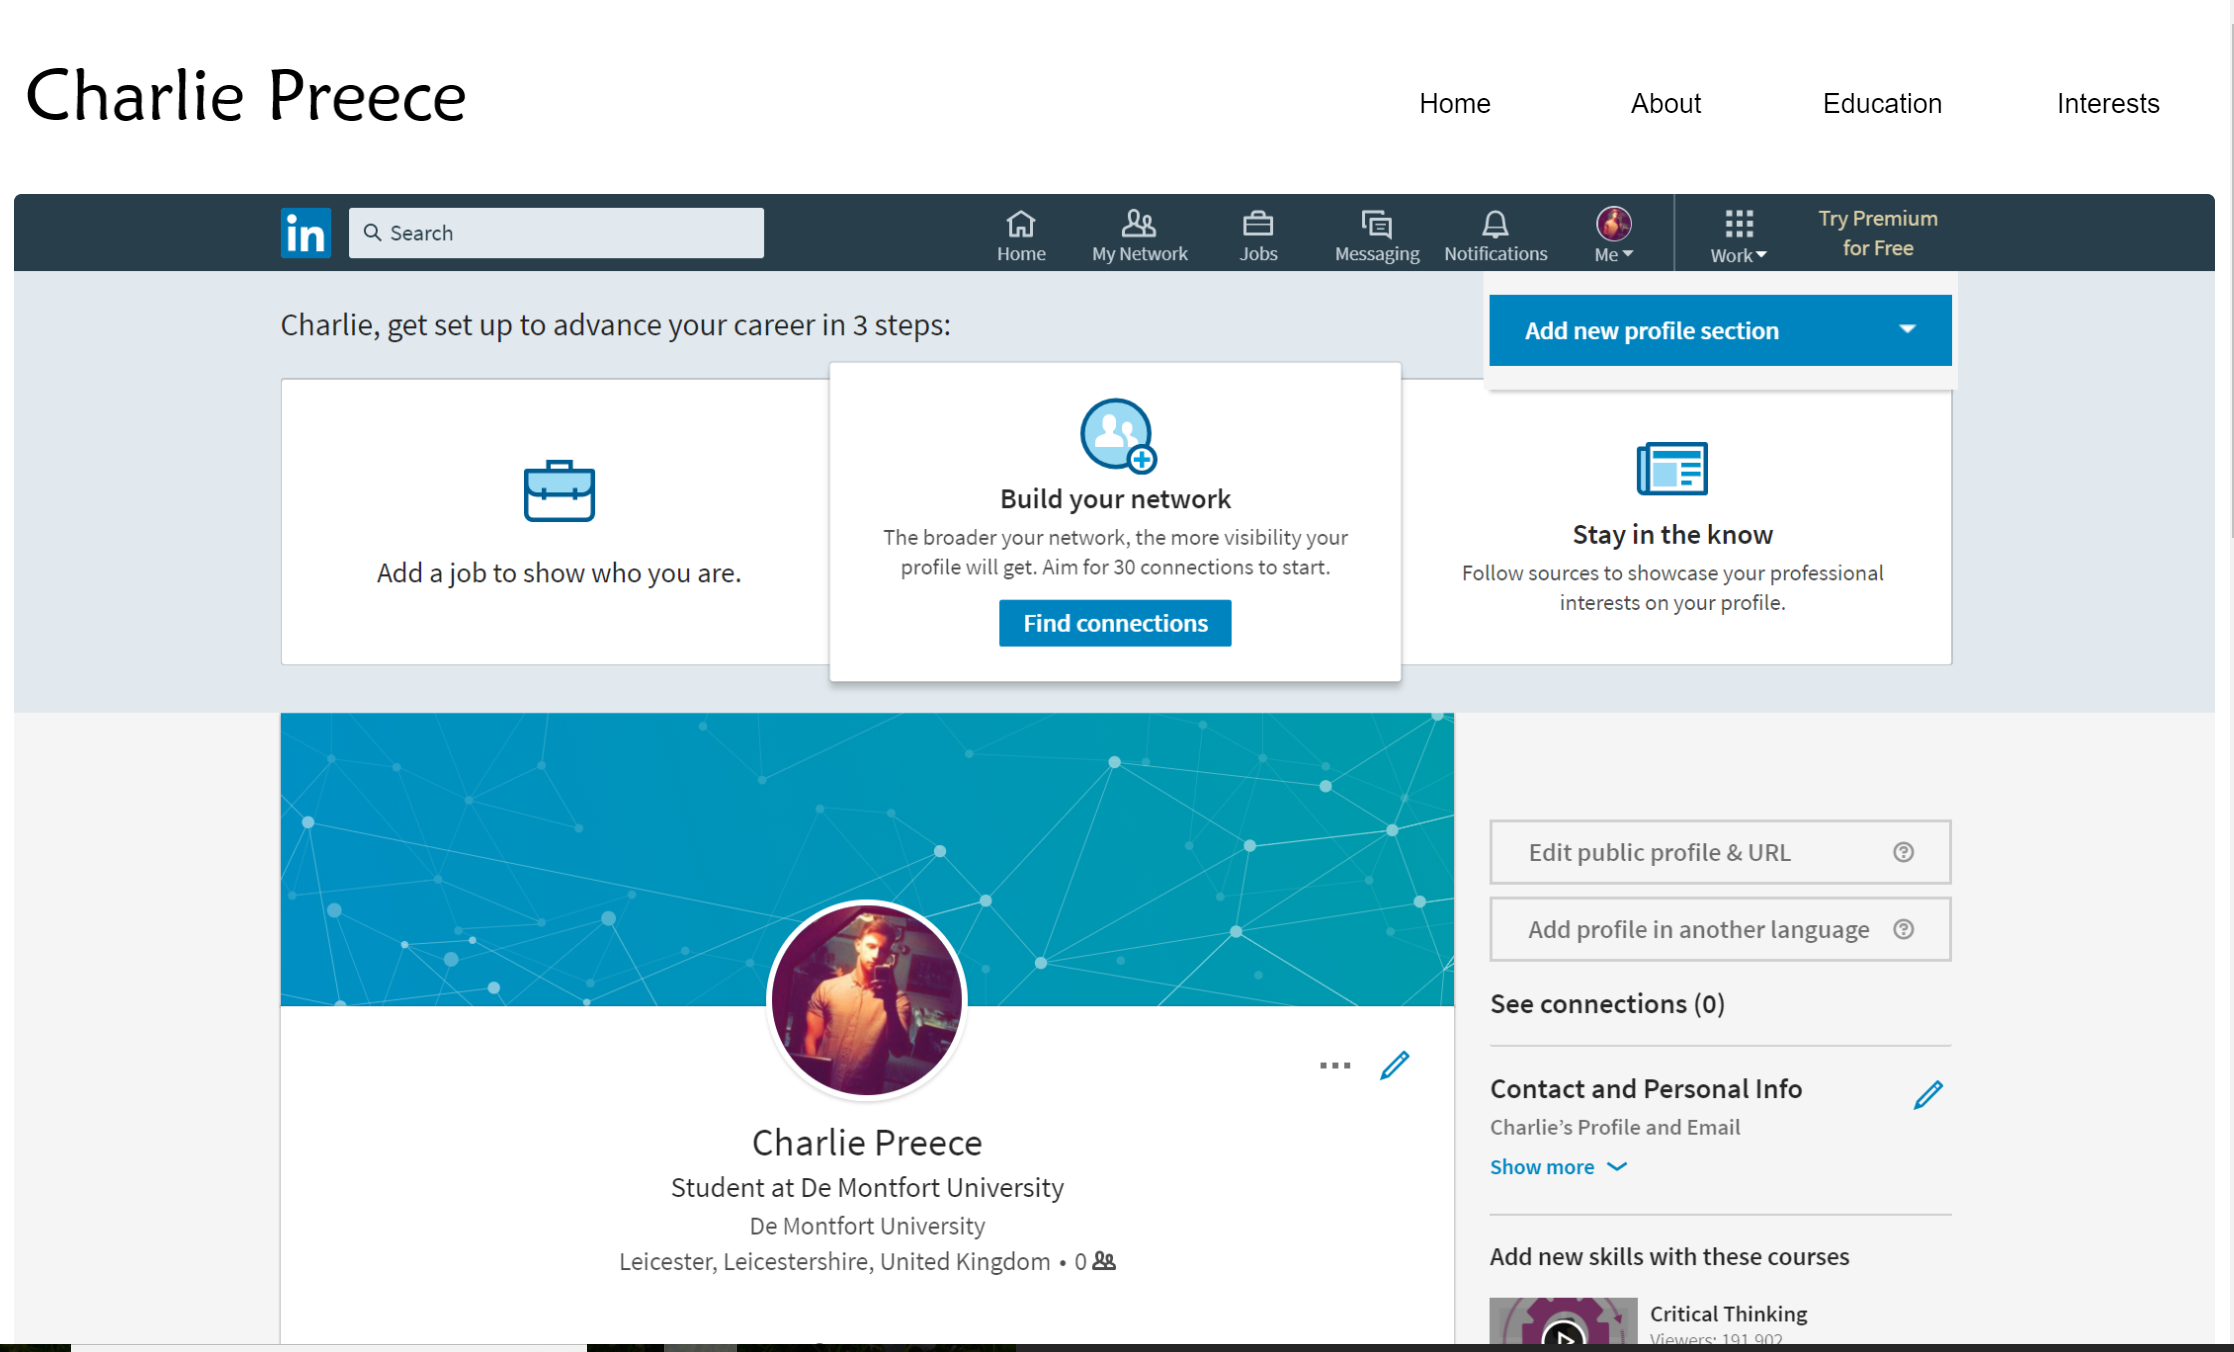 Charlie Preece
Home
About
Education
Interests
in
Search
Home
My Network
Jobs
Messaging
Notifications
Me
Work
Try Premium
for Free
Charlie, get set up to advance your career in 3 steps:
Add new profile section
Add a job to show who you are.
Build your network
The broader your network, the more visibility your
profile will get. Aim for 30 connections to start.
Find connections
Stay in the know
Follow sources to showcase your professional
interests on your profile.
Charlie Preece
Student at De Montfort University
De Montfort University
Leicester, Leicestershire, United Kingdom • 0
Edit public profile & URL
Add profile in another language
See connections (0)
Contact and Personal Info
Charlie's Profile and Email
Show more
Add new skills with these courses
Critical Thinking
Viewers: 191,902